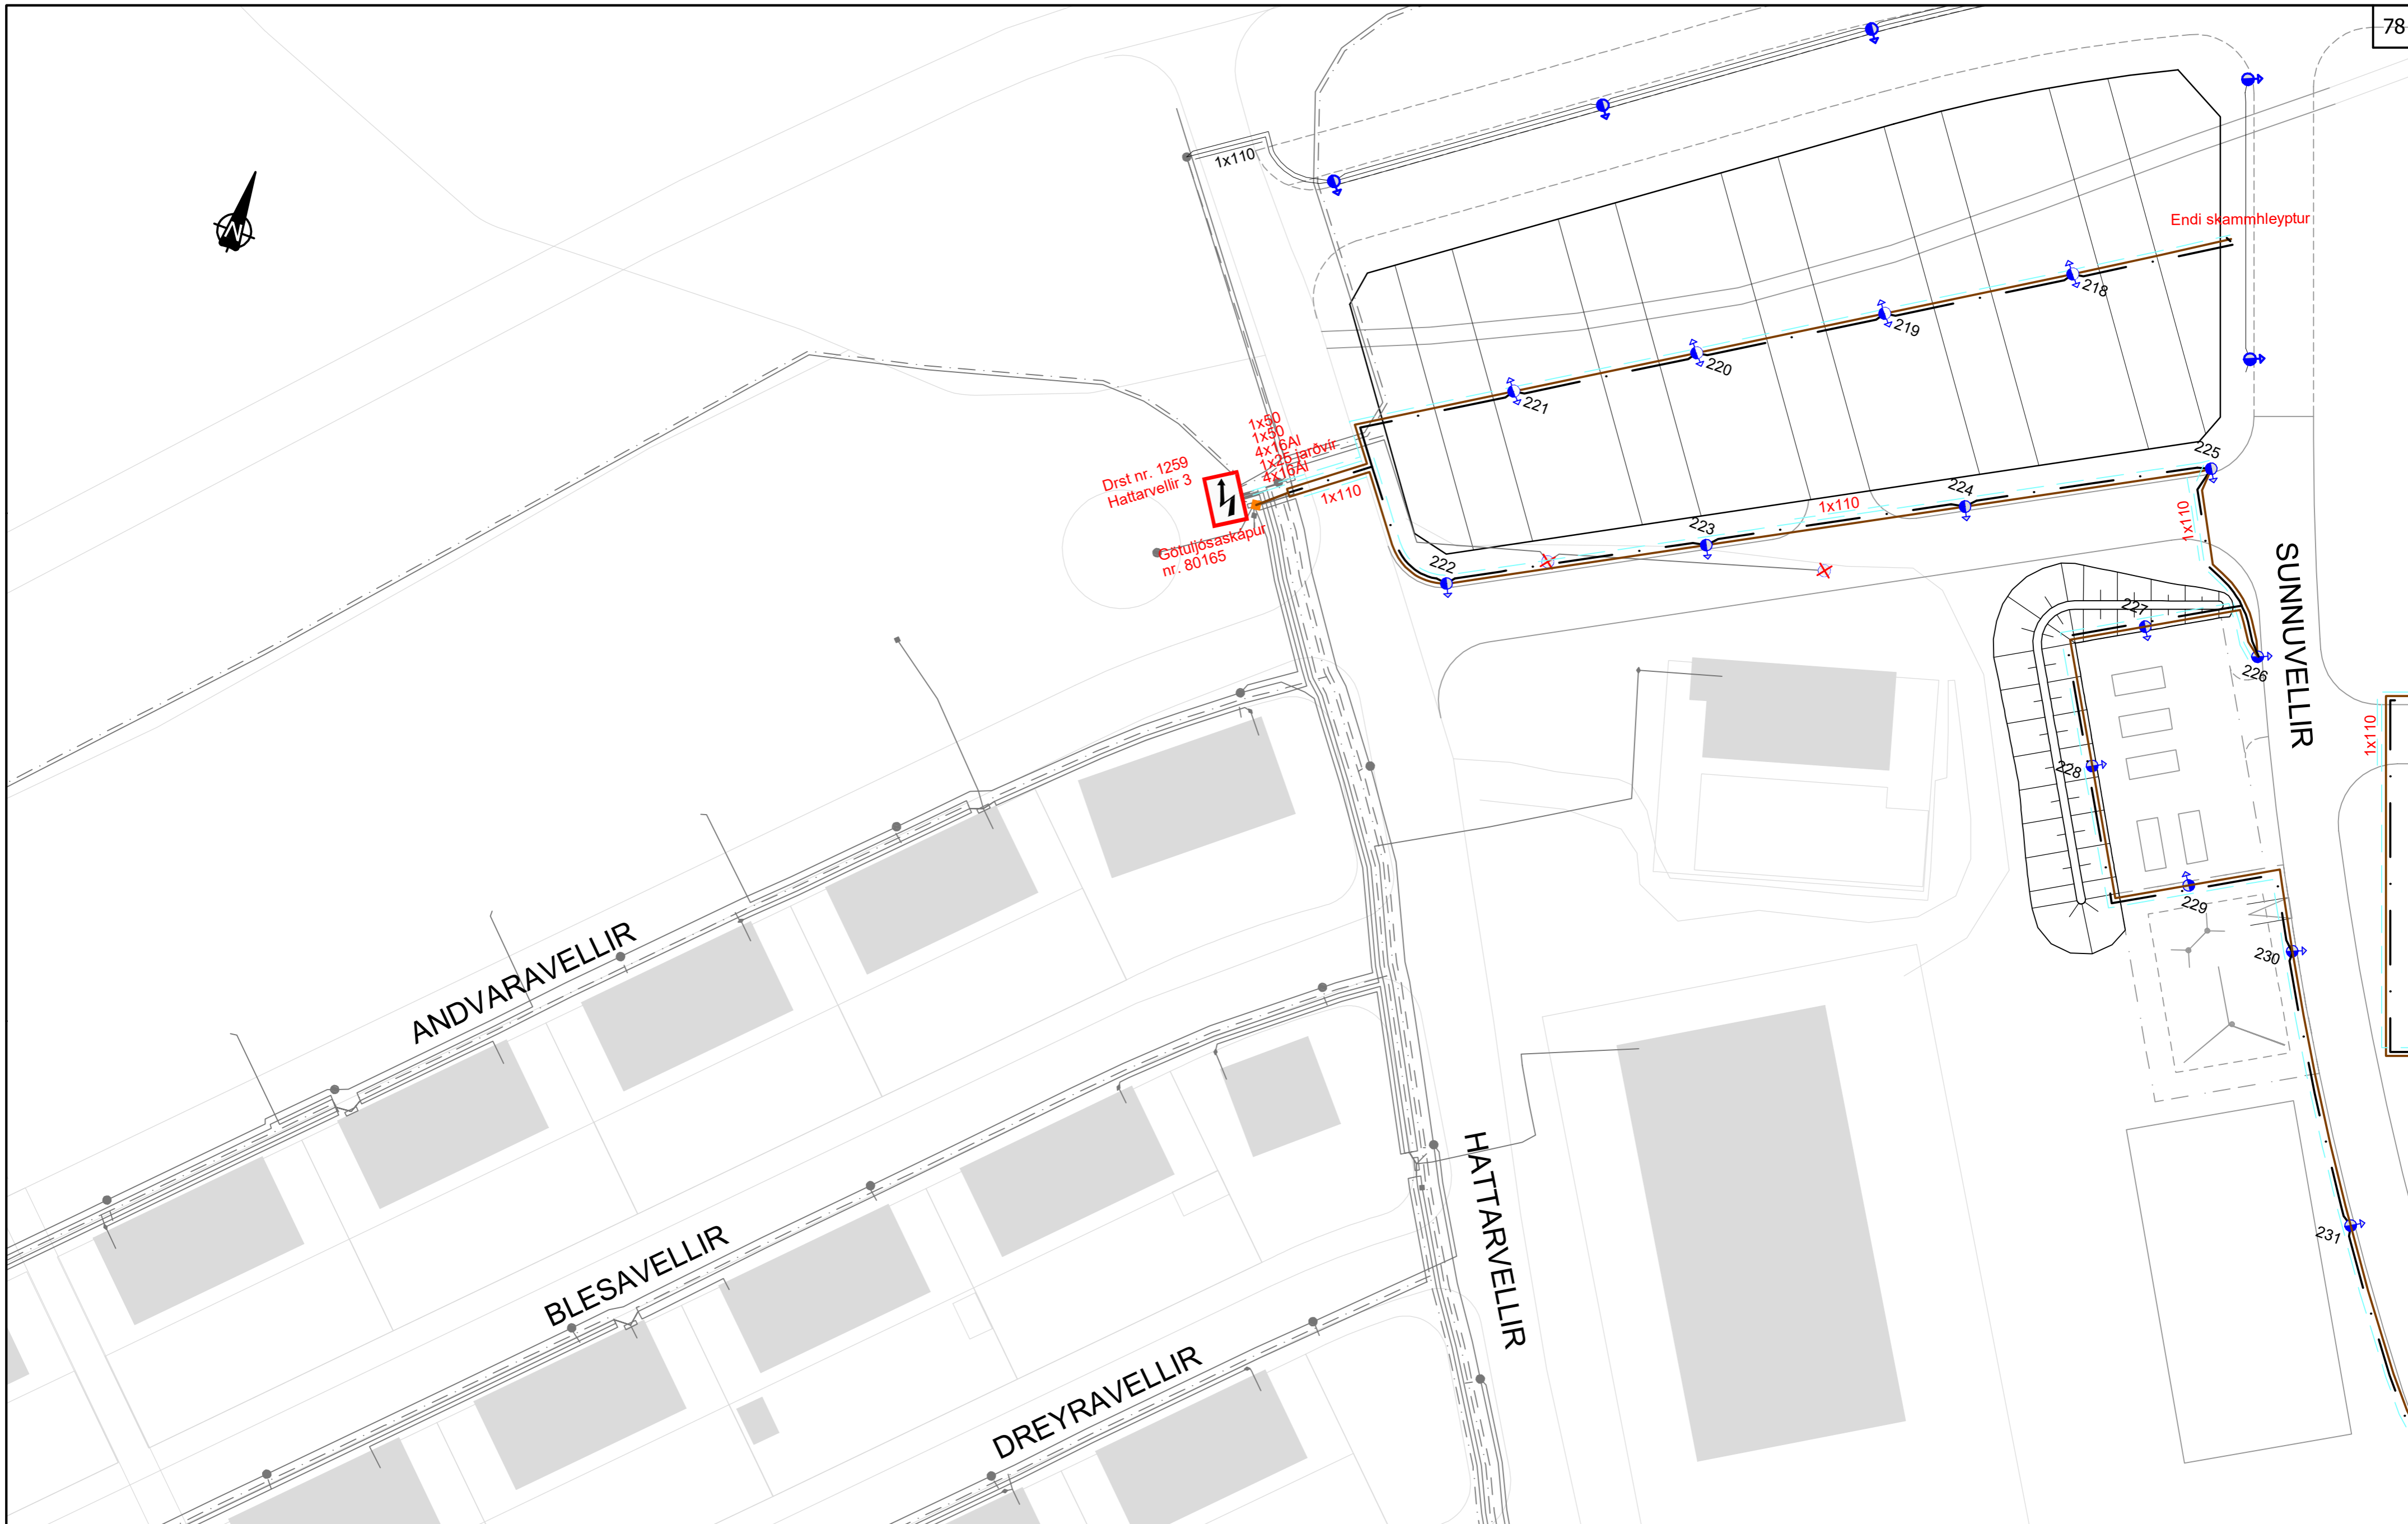 78
1x110
N
Endi skammhleyptur
218
219
220
221
1x50
1x50
4x16Al
1x25 jarðvír
4x16Al
Drst nr. 1259
Hattarvellir 3
1x110
Götuljósaskápur
nr. 80165
222
223
1x110
224
225
1x110
SUNNUVELLIR
227
226
1x110
228
229
230
231
ANDVARAVELLIR
BLESAVELLIR
DREYRAVELLIR
HATTARVELLIR